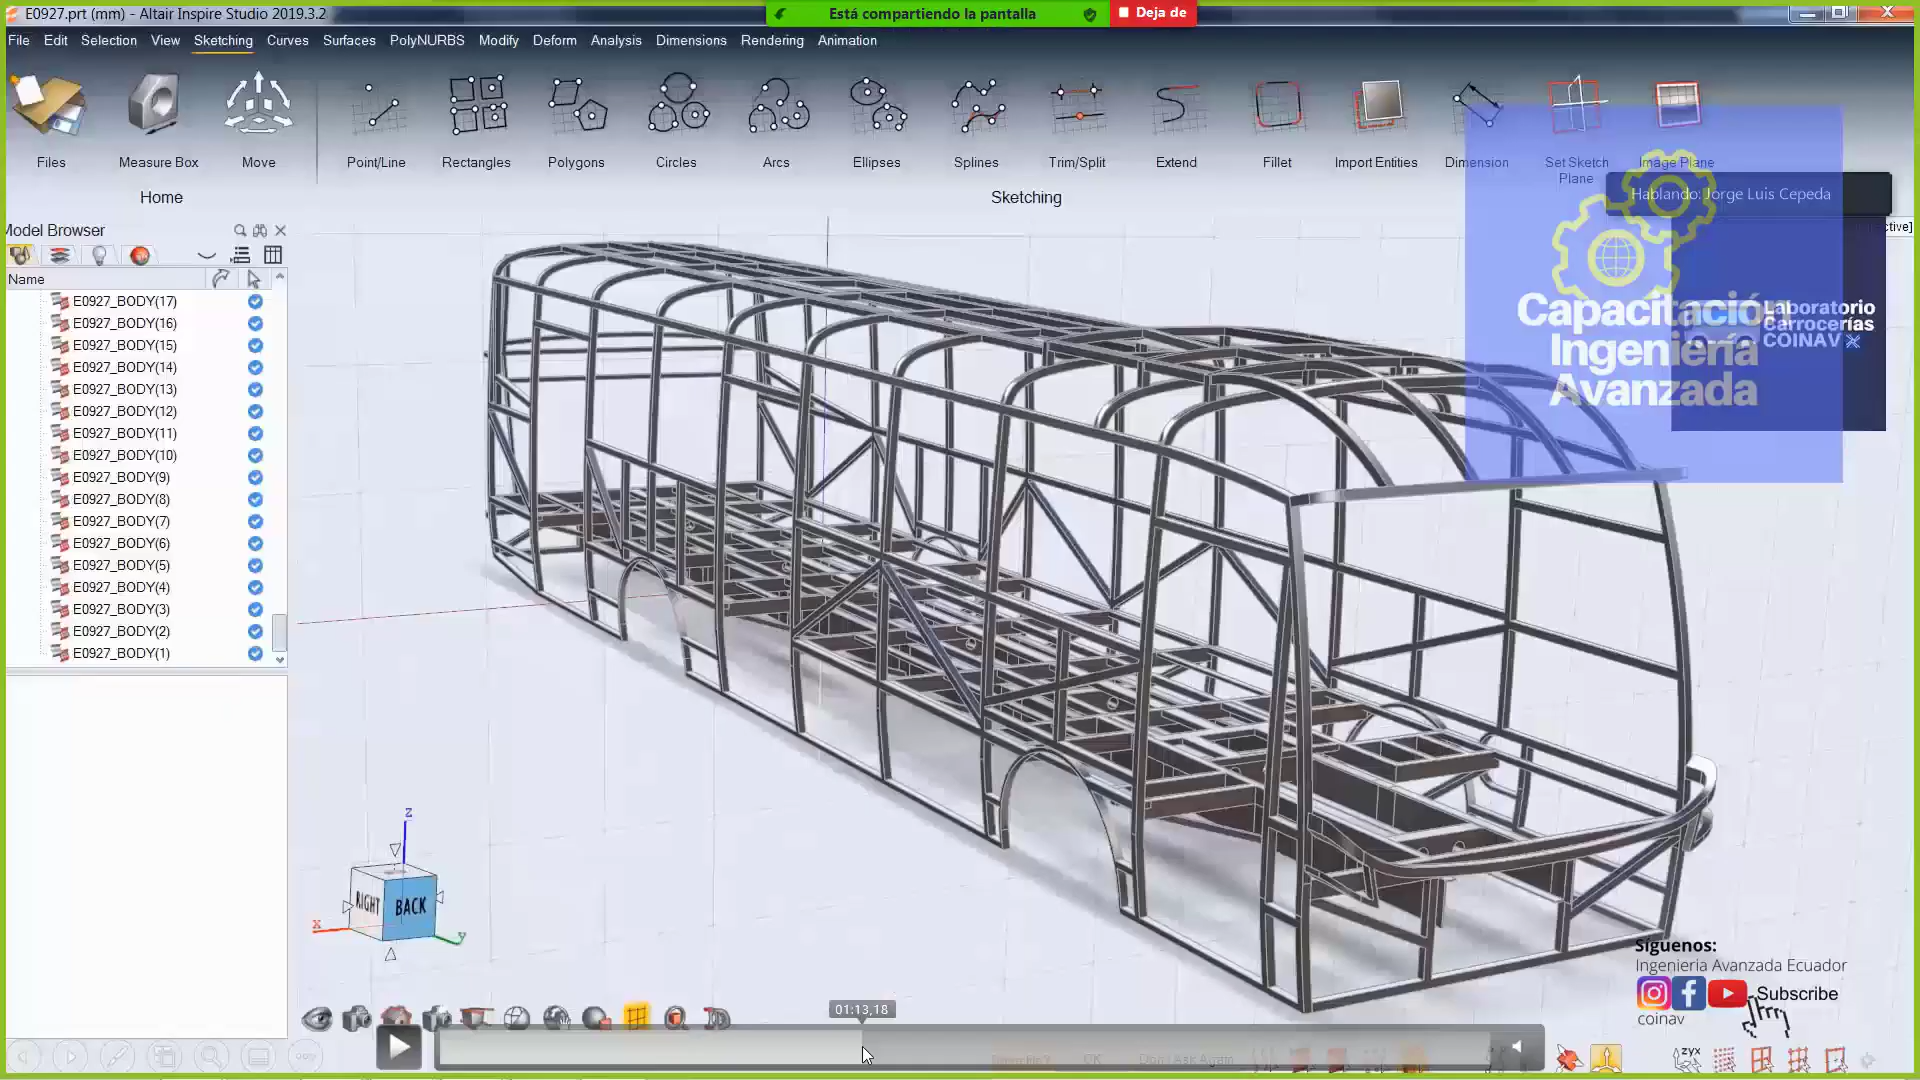 E0927.prt (mm) - Altair Inspire Studio 2019.3.2
Está compartiendo la pantalla
Deja de
File Edit Selection View Sketching Curves Surfaces PolyNURBS Modify Deform Analysis Dimensions Rendering Animation
Files Measure Box Move Point/Line Rectangles Polygons Circles Arcs Ellipses Splines Trim/Split Extend Fillet Import Entities Dimension Set Sketch Plane Image Plane
Home Sketching
Hablando: Jorge Luis Cepeda
Model Browser
Name
E0927_BODY(17)
E0927_BODY(16)
E0927_BODY(15)
E0927_BODY(14)
E0927_BODY(13)
E0927_BODY(12)
E0927_BODY(11)
E0927_BODY(10)
E0927_BODY(9)
E0927_BODY(8)
E0927_BODY(7)
E0927_BODY(6)
E0927_BODY(5)
E0927_BODY(4)
E0927_BODY(3)
E0927_BODY(2)
E0927_BODY(1)
Capacitación
Ingeniería
Avanzada
Laboratorio
Carrocerías
COINAV
Z
RIGHT BACK
X
Y
Síguenos:
Ingenieria Avanzada Ecuador
Subscribe
coinav
01:13,18
OK Don't Ask Again
zyx